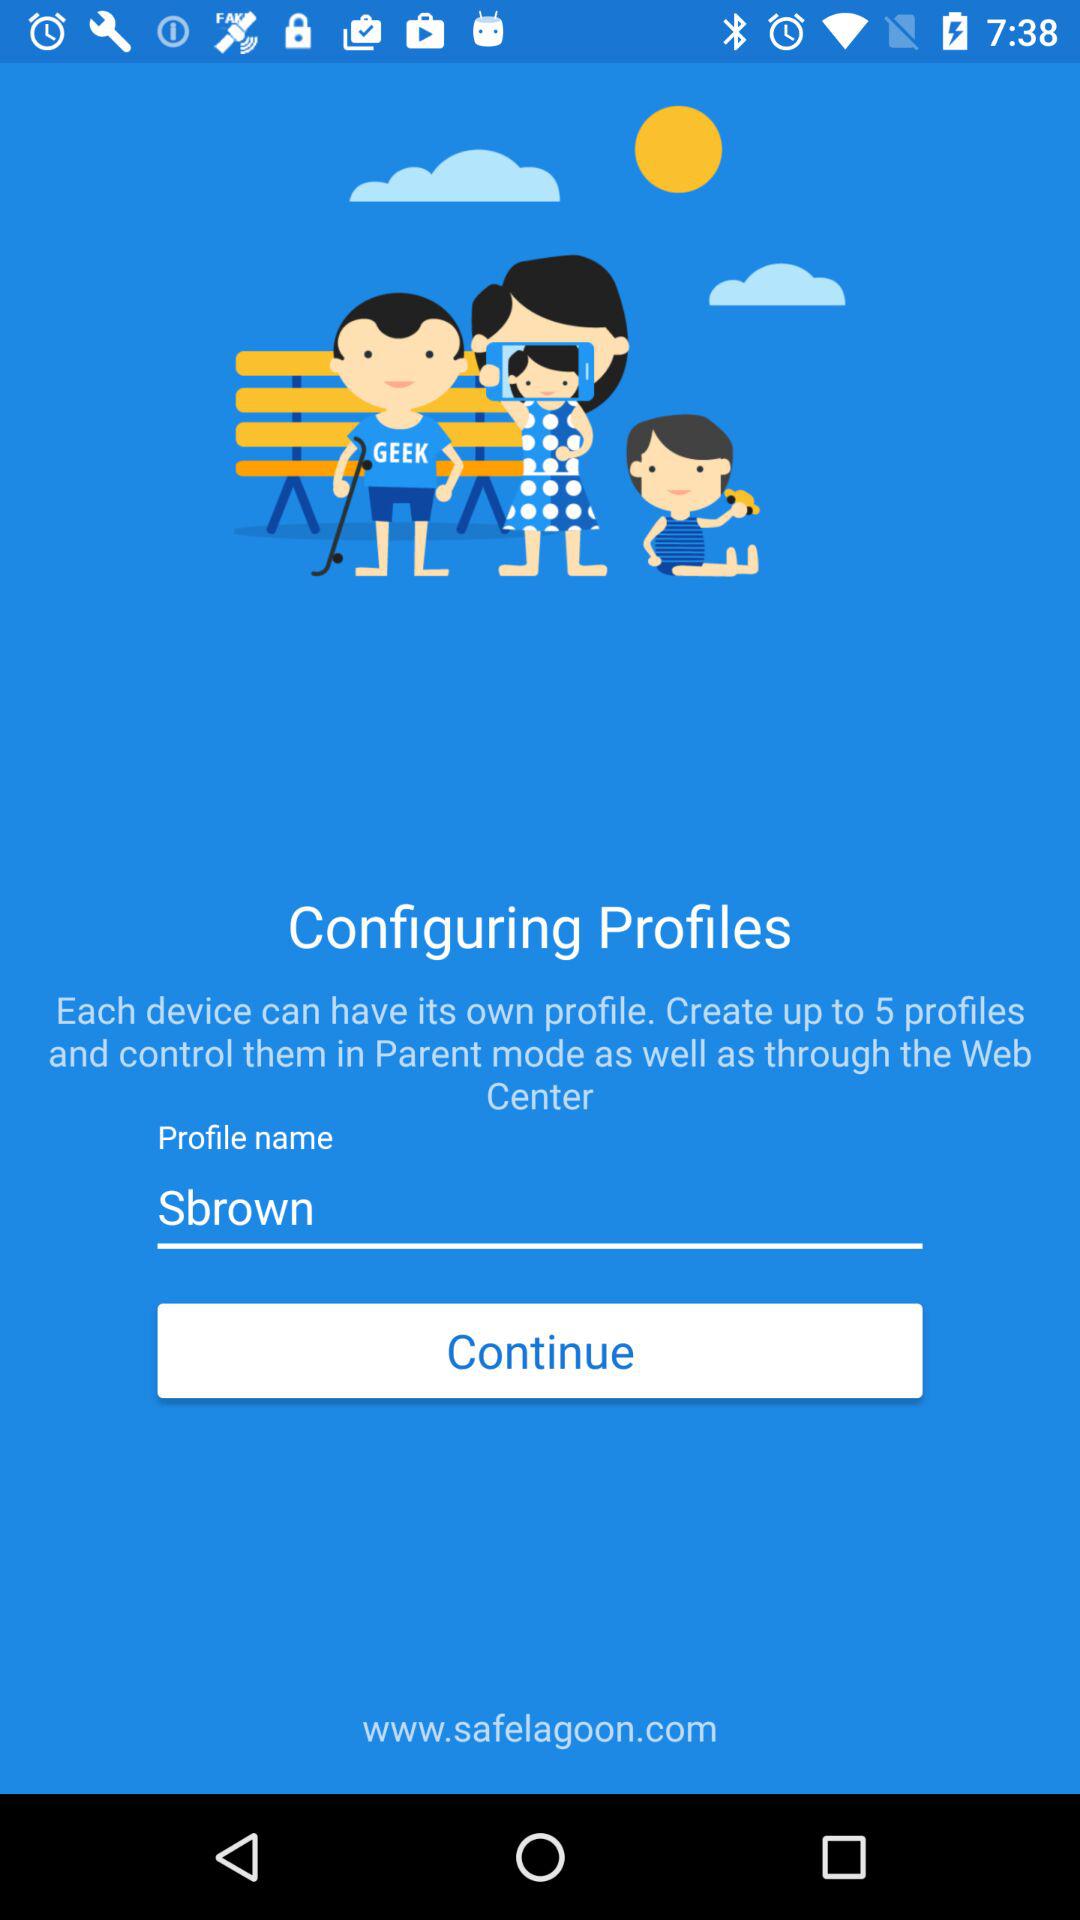 FAKE
7:38
GEEK
Configuring Profiles
Each device can have its own profile. Create up to 5 profiles
and control them in Parent mode as well as through the Web
Center
Profile name
Sbrown
Continue
www.safelagoon.com